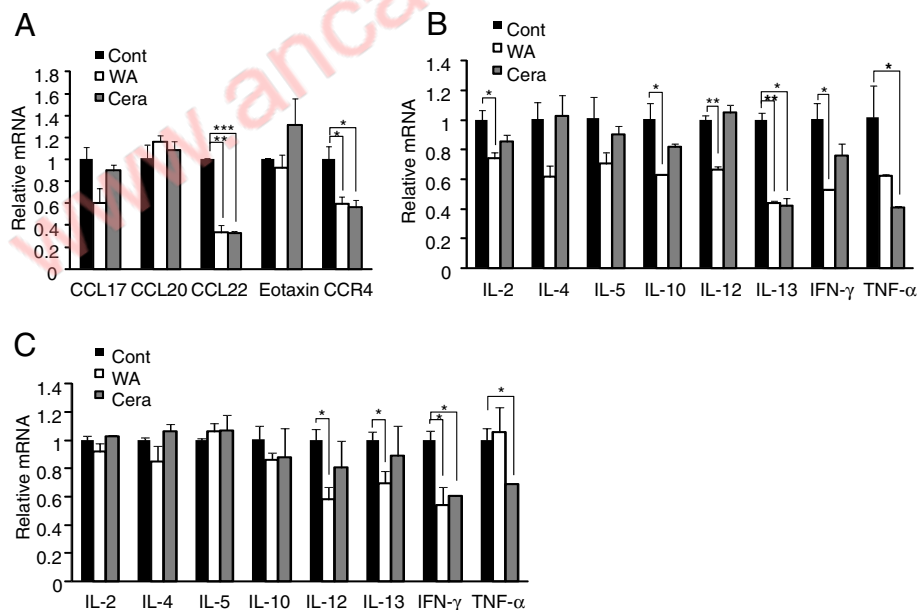 A
Cont
WA
Cera
1.8
1.6
1.4
1.2
1
0.8
0.6
0.4
0.2
0
Relative mRNA
***
**
*
*
CCL17 CCL20 CCL22 Eotaxin CCR4
B
Cont
WA
Cera
1.4
1.2
1
0.8
0.6
0.4
0.2
0
Relative mRNA
*
*
**
*
**
*
*
IL-2 IL-4 IL-5 IL-10 IL-12 IL-13 IFN-γ TNF-α
C
Cont
WA
Cera
1.4
1.2
1
0.8
0.6
0.4
0.2
0
Relative mRNA
*
*
*
*
*
IL-2 IL-4 IL-5 IL-10 IL-12 IL-13 IFN-γ TNF-α
www.anca